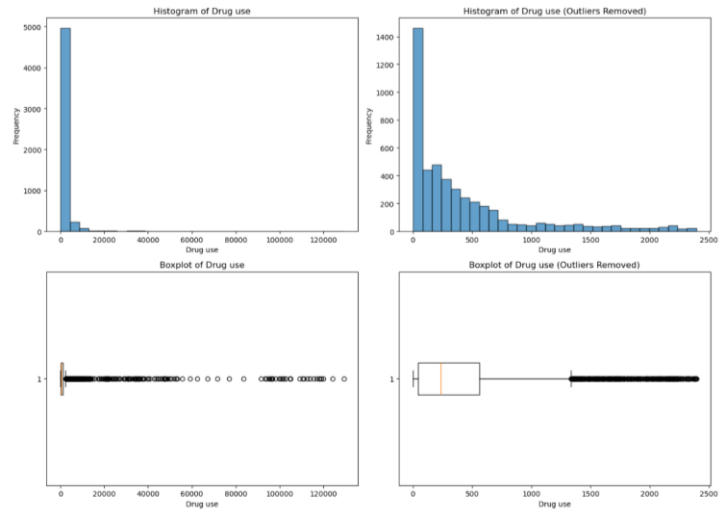 Histogram of Drug use
Frequency
5000
4000
3000
2000
1000
0
0 20000 40000 60000 80000 100000 120000
Drug use
Histogram of Drug use (Outliers Removed)
Frequency
1400
1200
1000
800
600
400
200
0
0 500 1000 1500 2000 2500
Drug use
Boxplot of Drug use
1
0 20000 40000 60000 80000 100000 120000
Drug use
Boxplot of Drug use (Outliers Removed)
1
0 500 1000 1500 2000 2500
Drug use